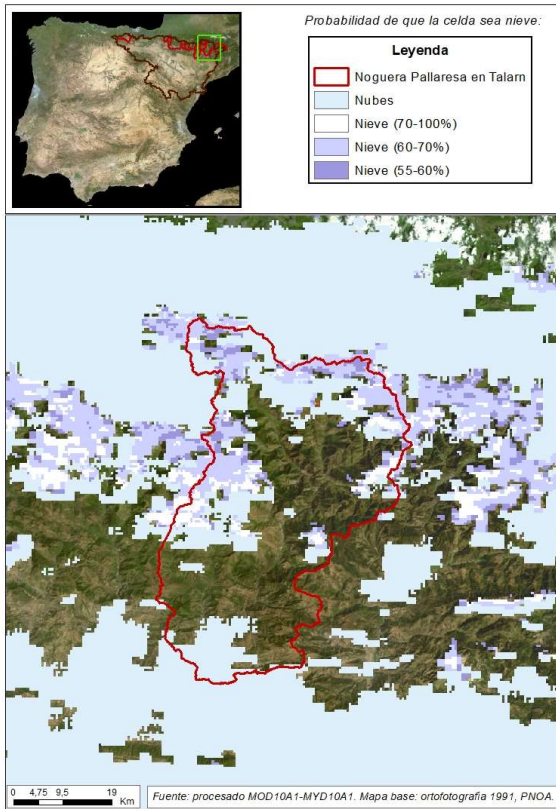 Probabilidad de que la celda sea nieve:
Leyenda
Noguera Pallaresa en Talarn
Nubes
Nieve (70-100%)
Nieve (60-70%)
Nieve (55-60%)
0 4,75 9,5 19
Km
Fuente: procesado MOD10A1-MYD10A1. Mapa base: ortofotografía 1991, PNOA.